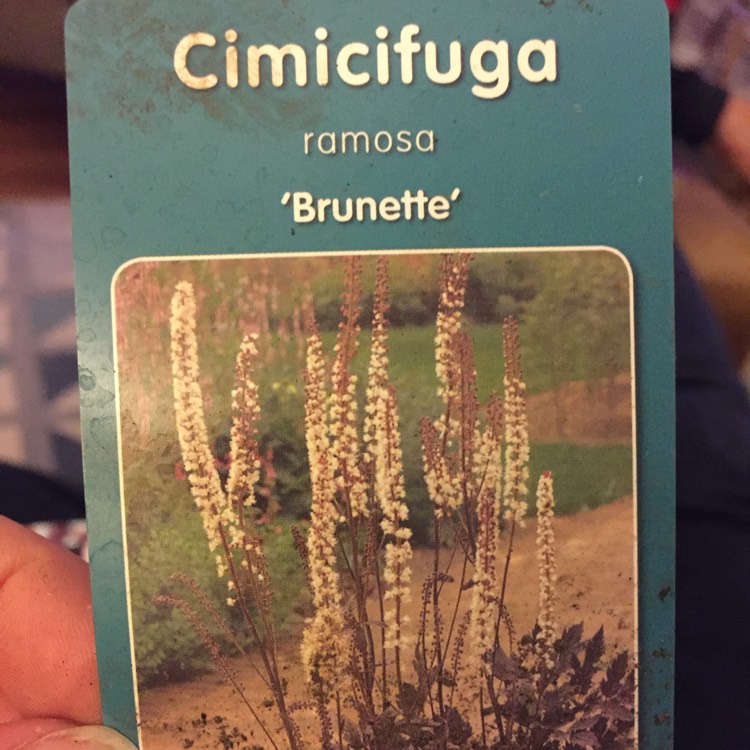 Cimicifuga
ramosa
‘Brunette’